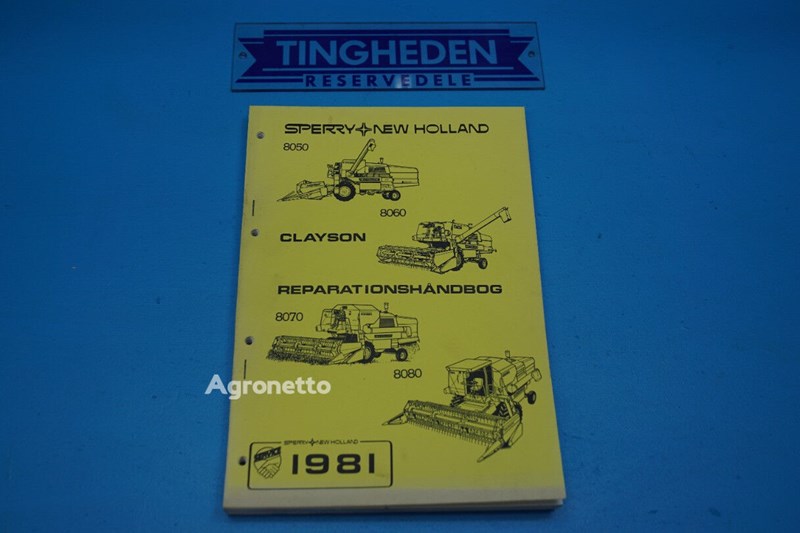 TINGHEDEN
RESERVEDELE
SPERRY NEW HOLLAND
8050
8060
CLAYSON
REPARATIONSHÅNDBOG
8070
8080
Agronetto
SPERRY NEW HOLLAND
1981